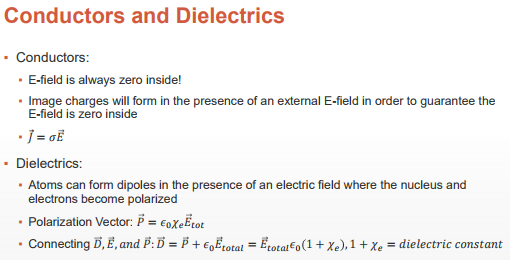 Conductors and Dielectrics
▪ Conductors:
▪ E-field is always zero inside!
▪ Image charges will form in the presence of an external E-field in order to guarantee the
E-field is zero inside
▪ J⃗ = σE⃗
▪ Dielectrics:
▪ Atoms can form dipoles in the presence of an electric field where the nucleus and
electrons become polarized
▪ Polarization Vector: P⃗ = ϵ₀χₑE⃗ₜₒₜ
▪ Connecting D⃗, E⃗, and P⃗: D⃗ = P⃗ + ϵ₀E⃗_total = E⃗_total ϵ₀(1 + χₑ), 1 + χₑ = dielectric constant